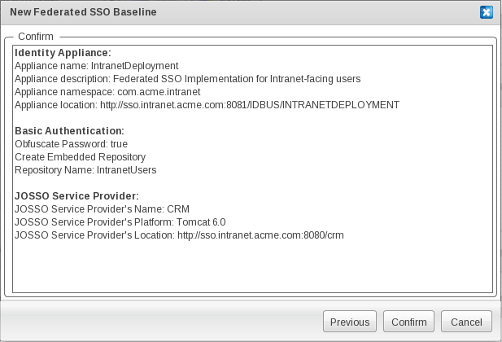 New Federated SSO Baseline
Confirm
Identity Appliance:
Appliance name: IntranetDeployment
Appliance description: Federated SSO Implementation for Intranet-facing users
Appliance namespace: com.acme.intranet
Appliance location: http://sso.intranet.acme.com:8081/IDBUS/INTRANETDEPLOYMENT
Basic Authentication:
Obfuscate Password: true
Create Embedded Repository
Repository Name: IntranetUsers
JOSSO Service Provider:
JOSSO Service Provider's Name: CRM
JOSSO Service Provider's Platform: Tomcat 6.0
JOSSO Service Provider's Location: http://sso.intranet.acme.com:8080/crm
Previous
Confirm
Cancel